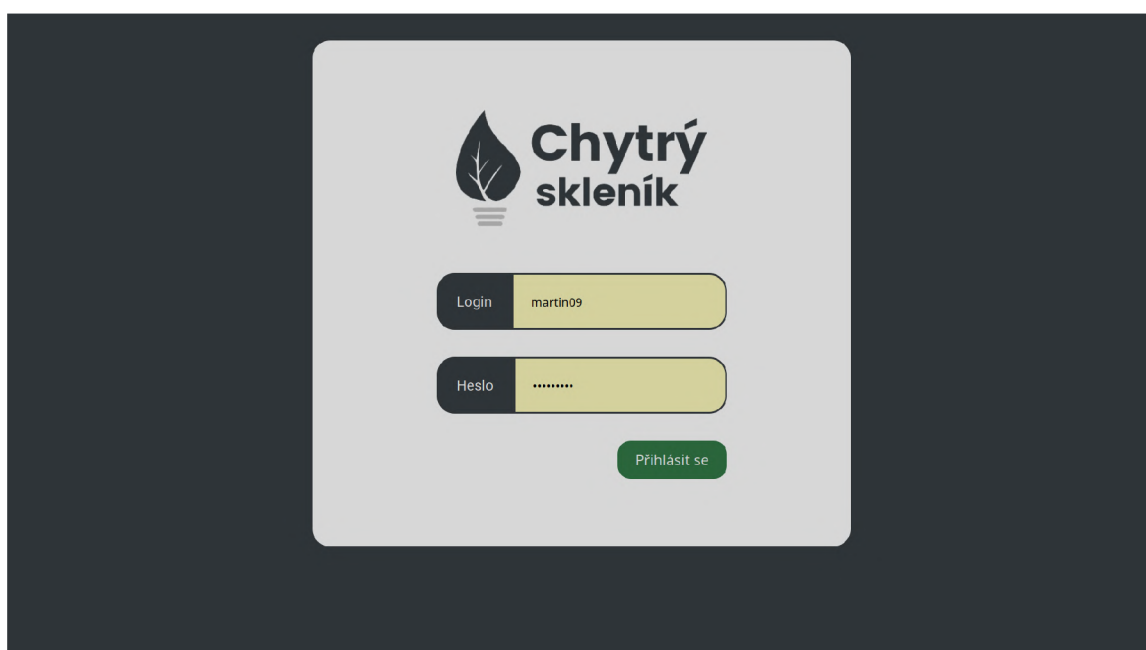 Chytrý
skleník
Login martin09
Heslo •••••••••
Přihlásit se